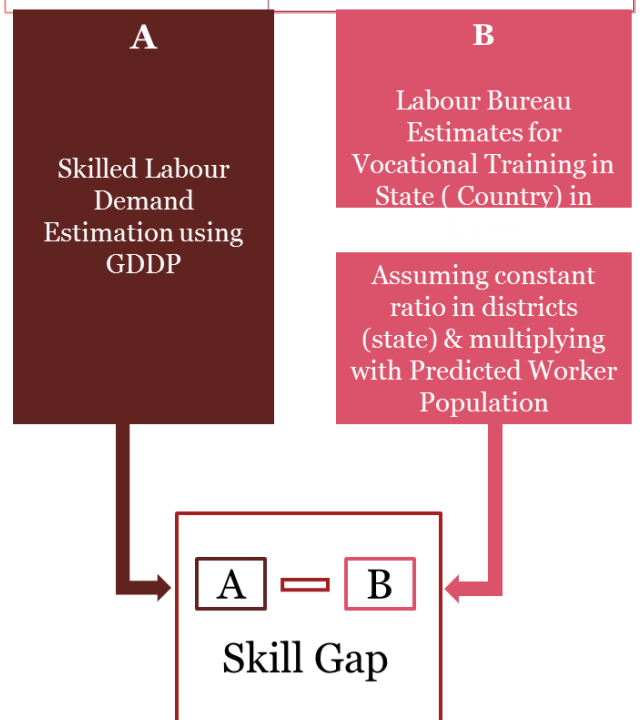 A
Skilled Labour
Demand
Estimation using
GDDP
B
Labour Bureau
Estimates for
Vocational Training in
State ( Country) in
Assuming constant
ratio in districts
(state) & multiplying
with Predicted Worker
Population
A
B
Skill Gap